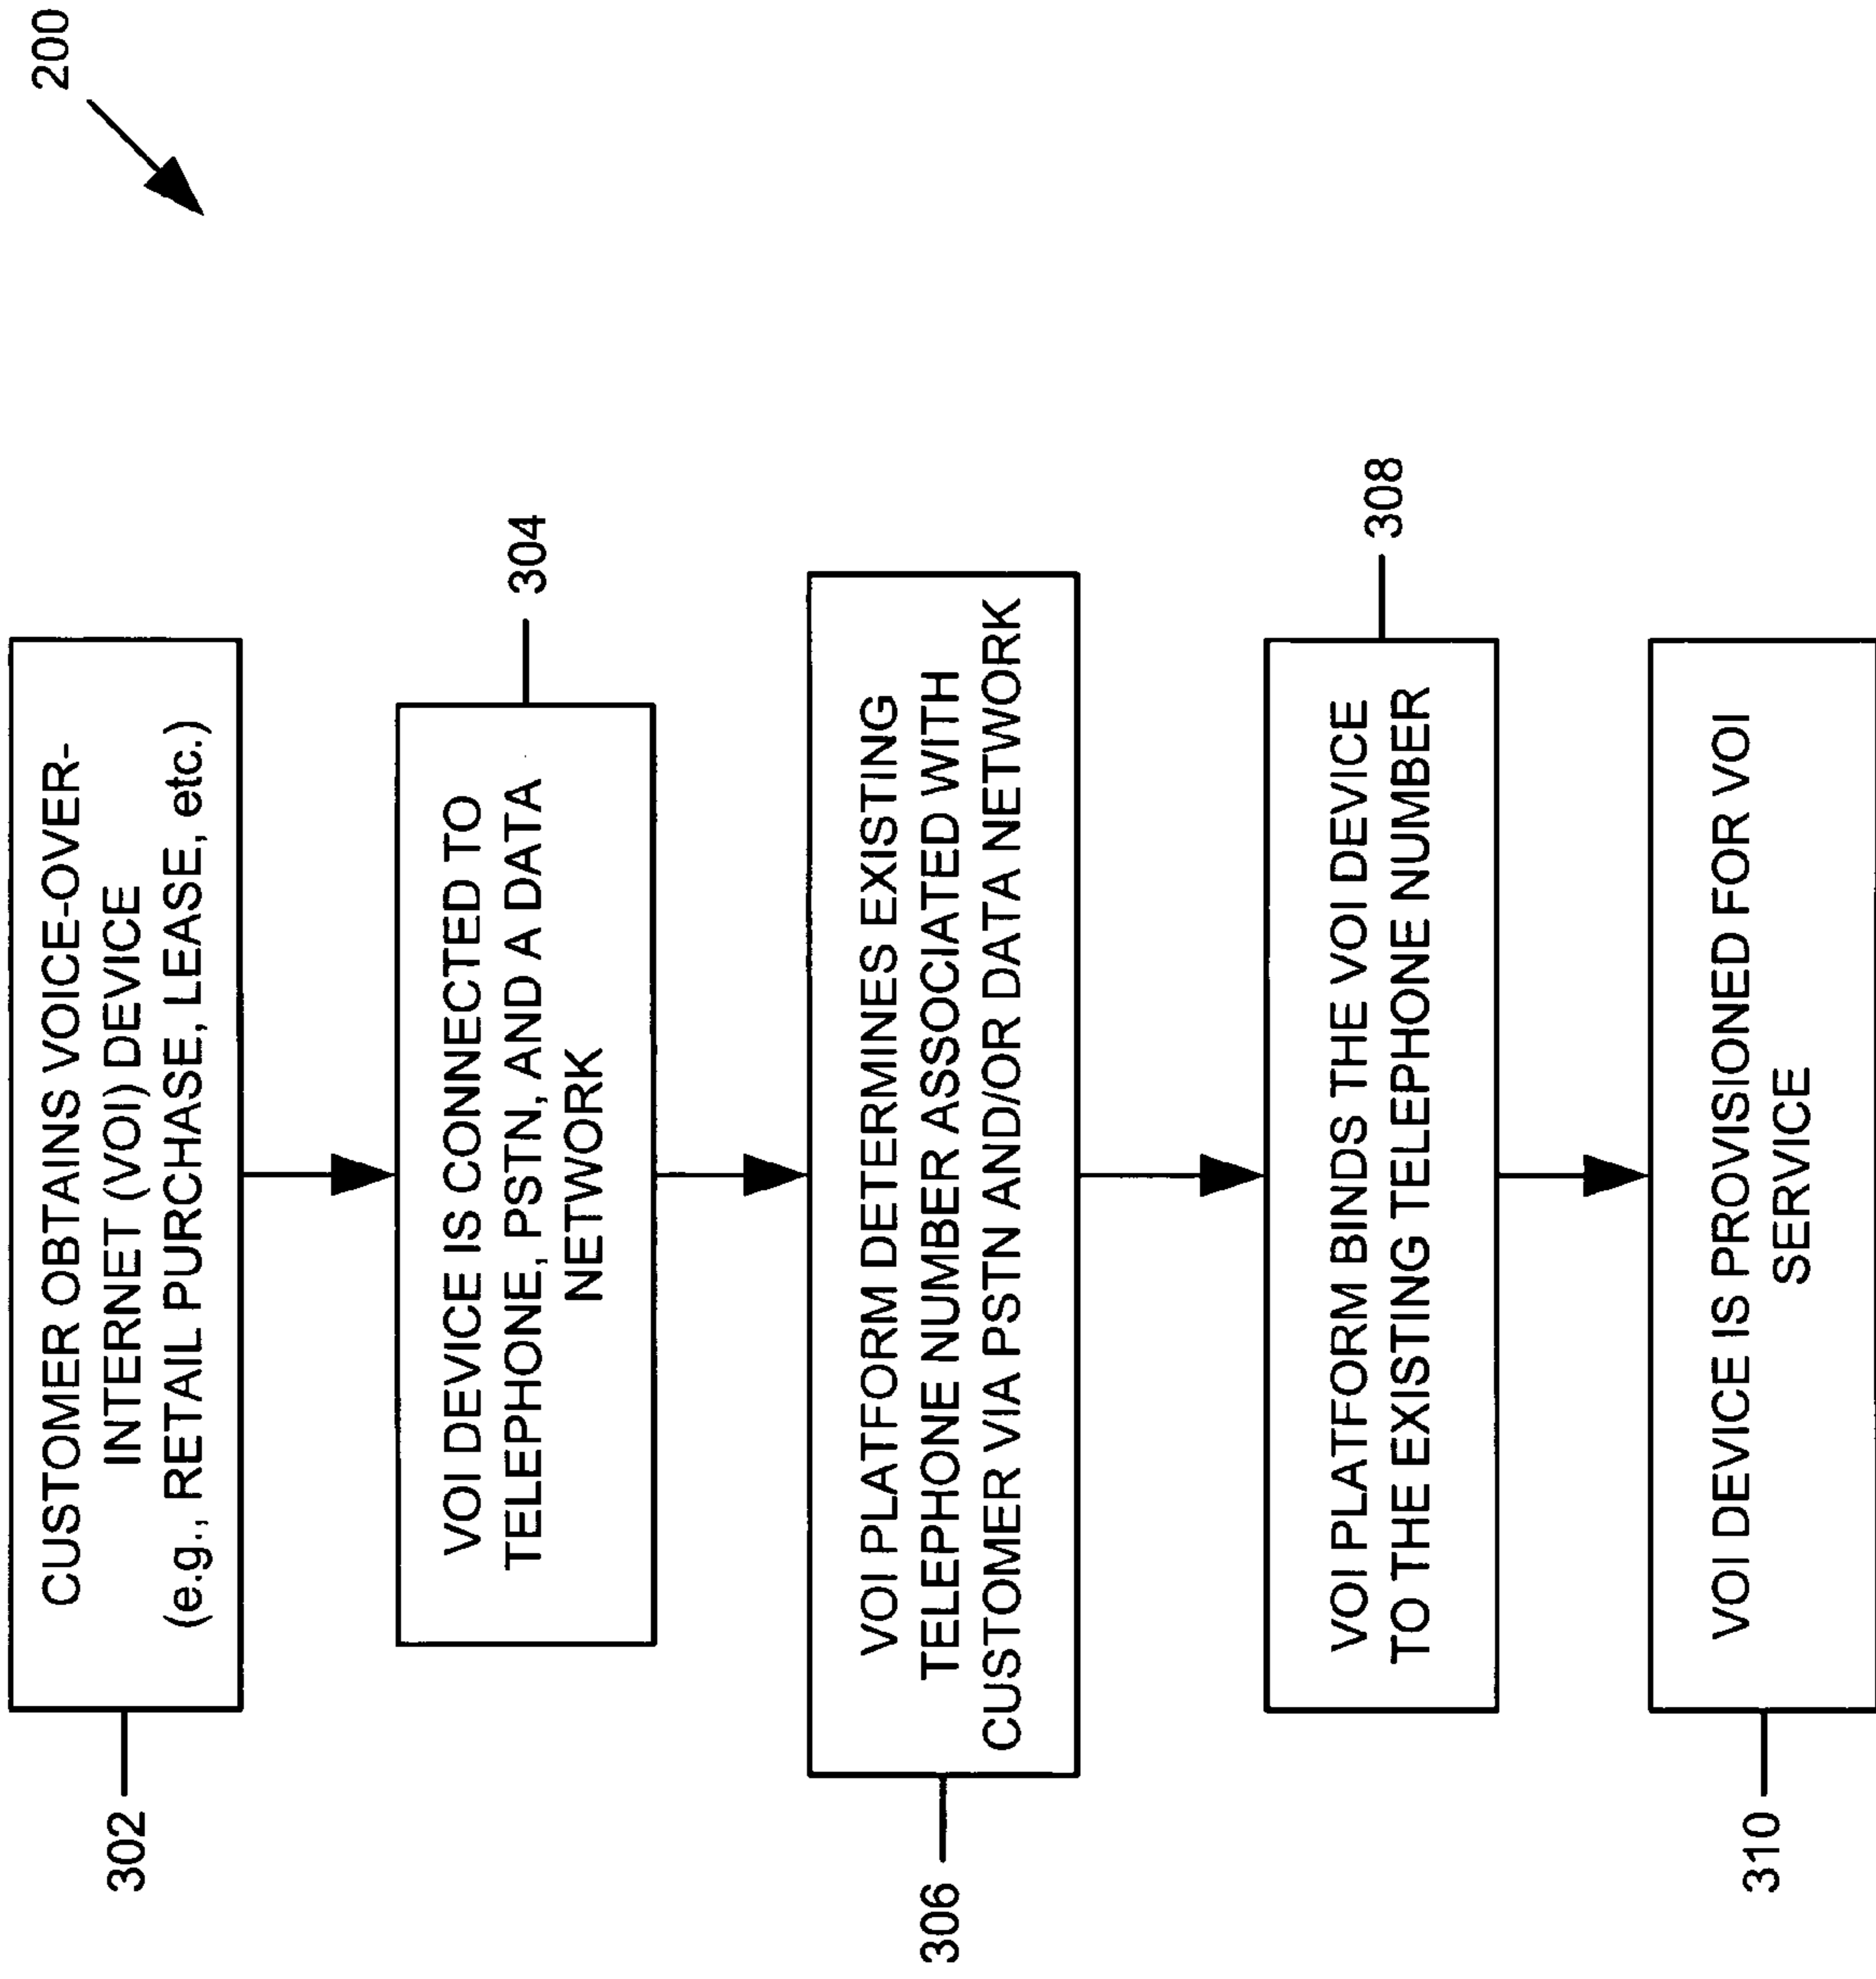 200
302
CUSTOMER OBTAINS VOICE-OVER-
INTERNET (VOI) DEVICE
(e.g., RETAIL PURCHASE, LEASE, etc.)
VOI DEVICE IS CONNECTED TO
TELEPHONE, PSTN, AND A DATA
NETWORK
304
306
VOI PLATFORM DETERMINES EXISTING
TELEPHONE NUMBER ASSOCIATED WITH
CUSTOMER VIA PSTN AND/OR DATA NETWORK
VOI PLATFORM BINDS THE VOI DEVICE
TO THE EXISTING TELEPHONE NUMBER
308
310
VOI DEVICE IS PROVISIONED FOR VOI
SERVICE